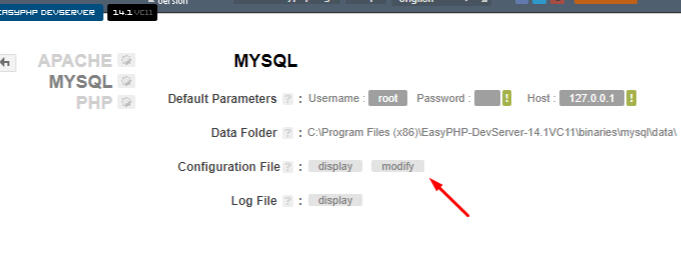 EASYPHP DEVSERVER 14.1 VC11
APACHE
MYSQL
PHP
MYSQL
Default Parameters ? : Username : root Password : ! Host : 127.0.0.1 !
Data Folder ? : C:\Program Files (x86)\EasyPHP-DevServer-14.1VC11\binaries\mysql\data\
Configuration File ? : display modify
Log File ? : display